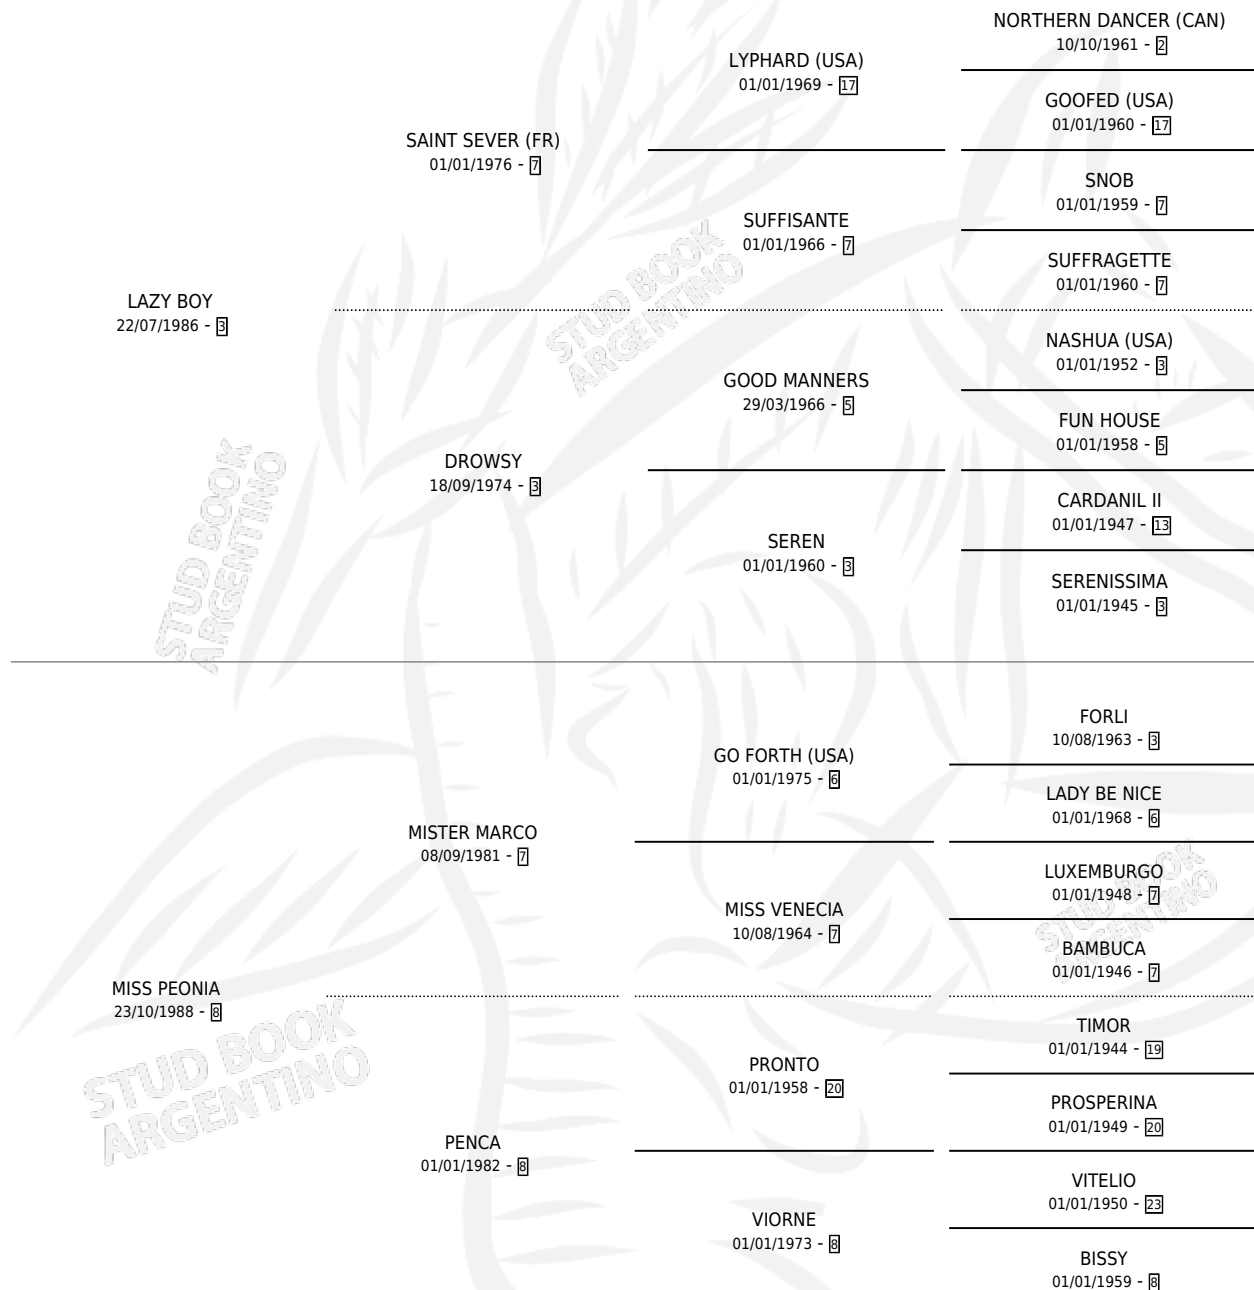 NORTHERN DANCER (CAN)
10/10/1961 - 2
LYPHARD (USA)
01/01/1969 - 17
GOOFED (USA)
01/01/1960 - 17
SAINT SEVER (FR)
01/01/1976 - 7
SNOB
01/01/1959 - 7
SUFFISANTE
01/01/1966 - 7
SUFFRAGETTE
01/01/1960 - 7
LAZY BOY
22/07/1986 - 3
STUD BOOK
ARGENTINO
NASHUA (USA)
01/01/1952 - 3
GOOD MANNERS
29/03/1966 - 5
FUN HOUSE
01/01/1958 - 5
DROWSY
18/09/1974 - 3
CARDANIL II
01/01/1947 - 13
SEREN
01/01/1960 - 3
SERENISSIMA
01/01/1945 - 3
STUD BOOK
ARGENTINO
FORLI
10/08/1963 - 3
GO FORTH (USA)
01/01/1975 - 6
LADY BE NICE
01/01/1968 - 6
MISTER MARCO
08/09/1981 - 7
LUXEMBURGO
01/01/1948 - 7
MISS VENECIA
10/08/1964 - 7
STUD BOOK
ARGENTINO
BAMBUCA
01/01/1946 - 7
MISS PEONIA
23/10/1988 - 8
STUD BOOK
ARGENTINO
TIMOR
01/01/1944 - 19
PRONTO
01/01/1958 - 20
PROSPERINA
01/01/1949 - 20
PENCA
01/01/1982 - 8
VITELIO
01/01/1950 - 23
VIORNE
01/01/1973 - 8
BISSY
01/01/1959 - 8